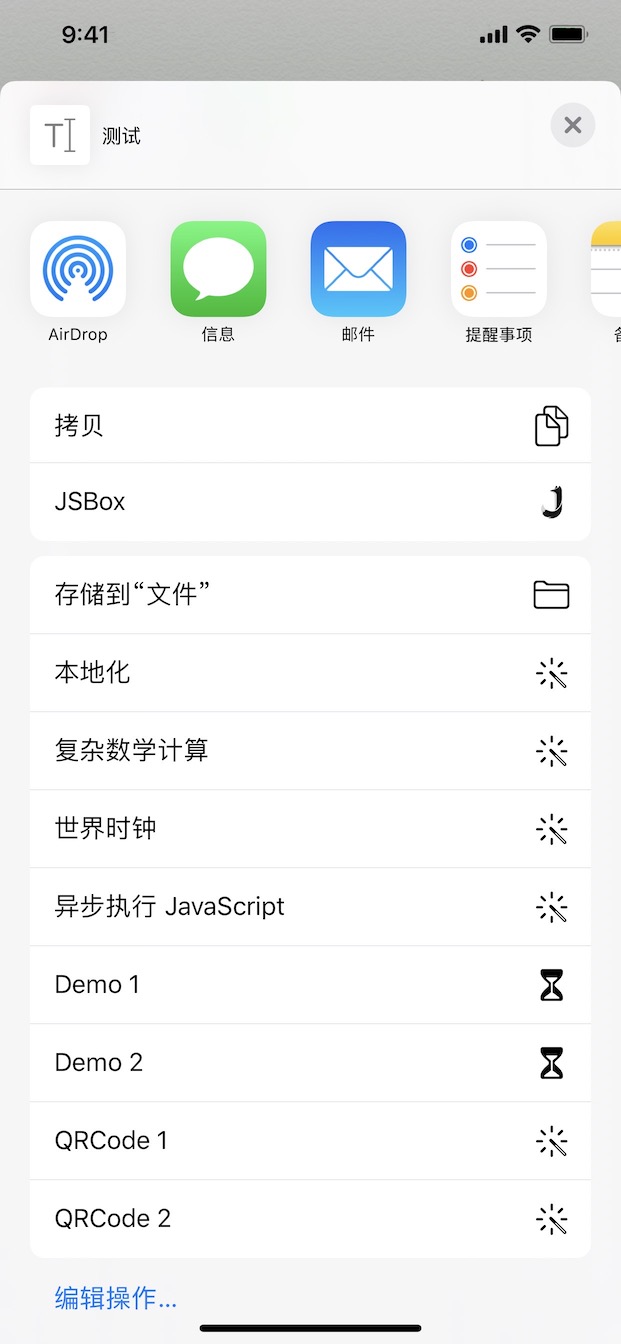 9:41
测试
AirDrop
信息
邮件
提醒事项
拷贝
JSBox
存储到“文件”
本地化
复杂数学计算
世界时钟
异步执行 JavaScript
Demo 1
Demo 2
QRCode 1
QRCode 2
编辑操作...